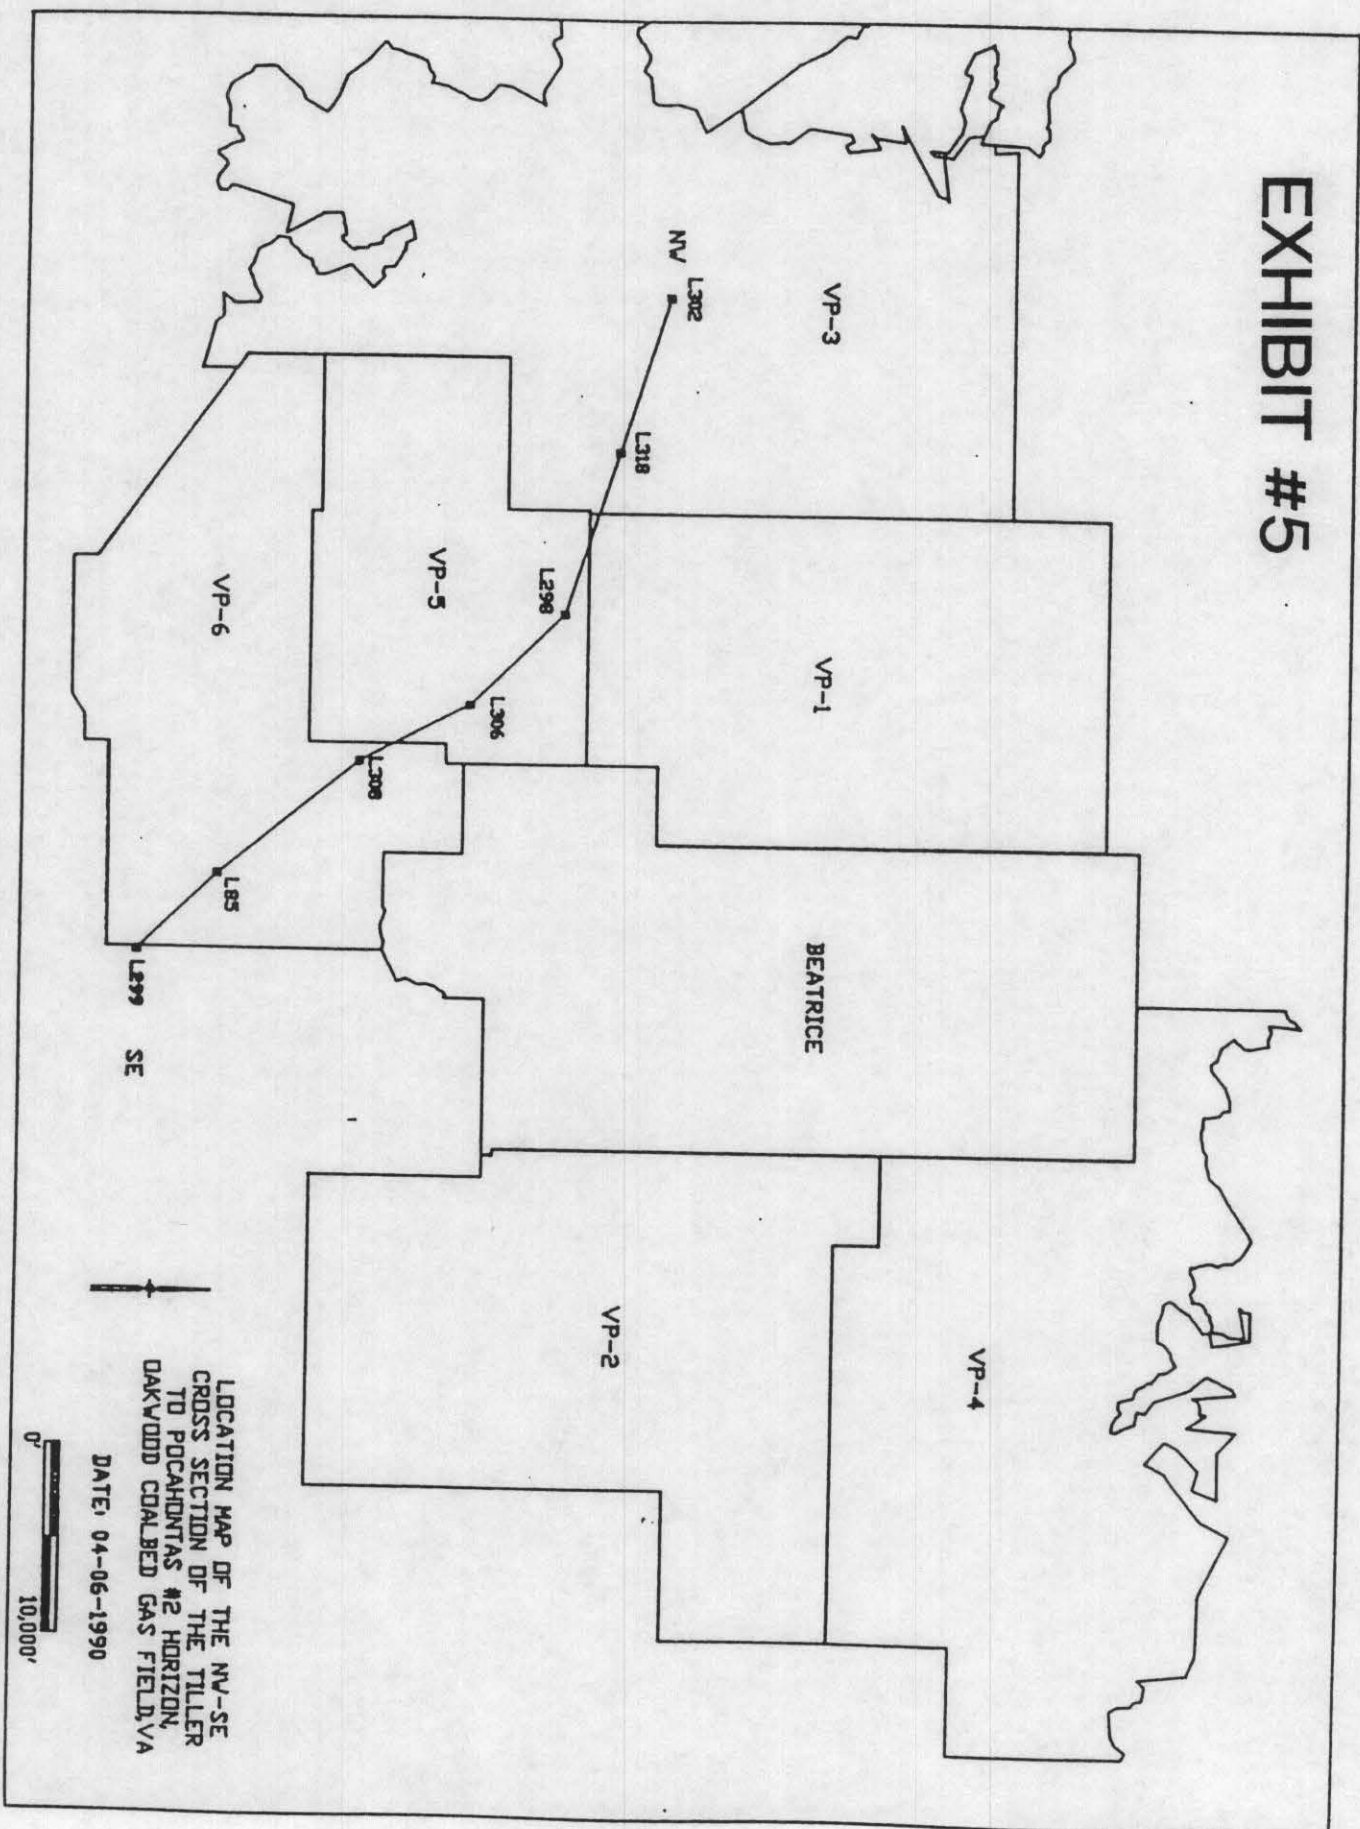 EXHIBIT #5
VP-3
NW
L302
L318
VP-1
L298
VP-5
L306
VP-6
L308
L85
L299
SE
BEATRICE
VP-4
VP-2
LOCATION MAP OF THE NW-SE
CROSS SECTION OF THE TILLER
TO POCAHONTAS #2 HORIZON,
OAKWOOD COALBED GAS FIELD,VA
DATE: 04-06-1990
0'
10,000'